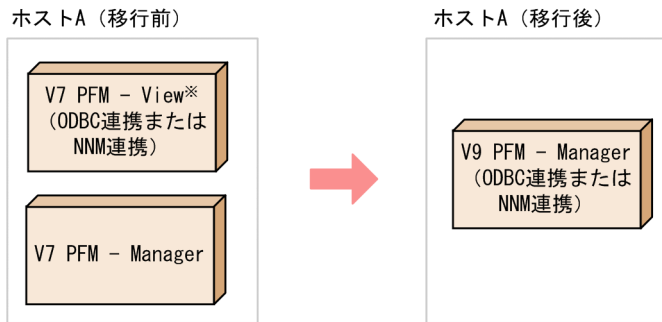 ホストA（移行前）
V7 PFM － View※
（ODBC連携または
NNM連携）
V7 PFM － Manager
ホストA（移行後）
V9 PFM － Manager
（ODBC連携または
NNM連携）